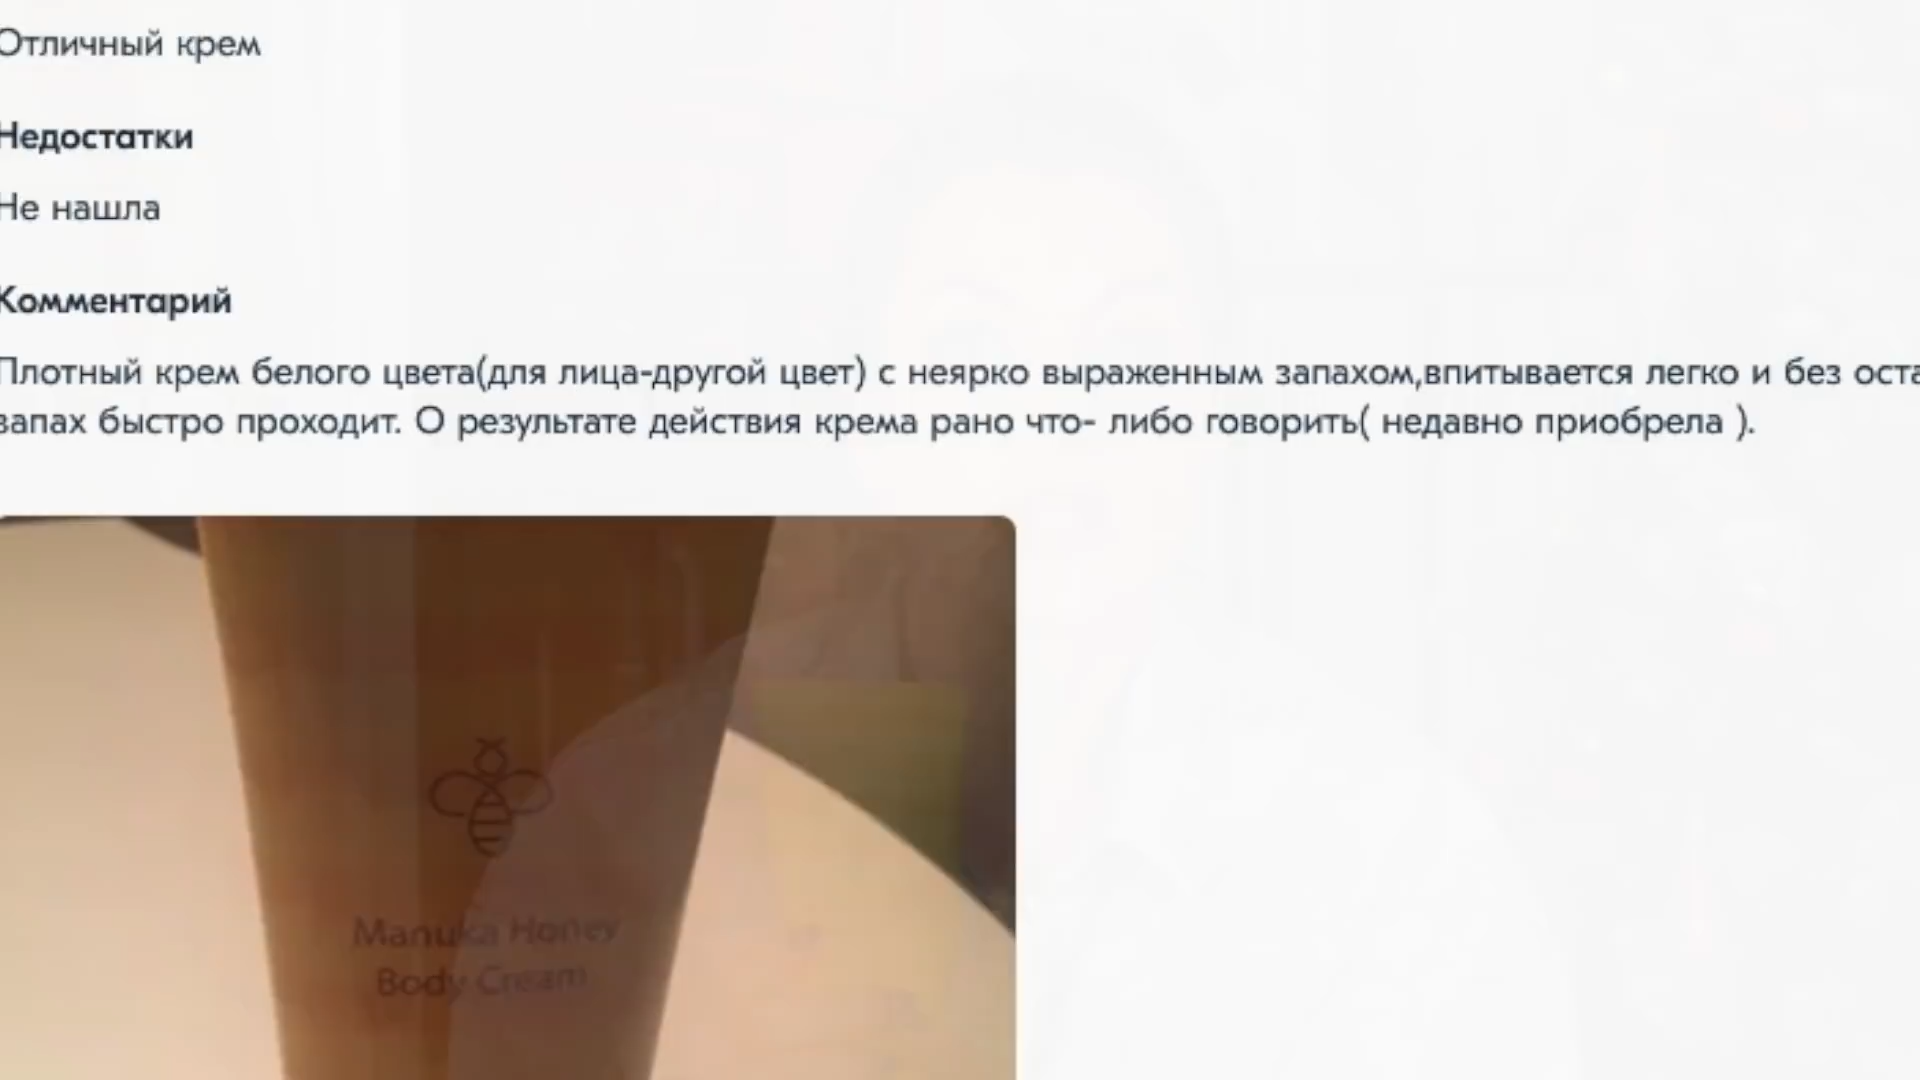 Отличный крем
Недостатки
Не нашла
Комментарий
Плотный крем белого цвета(для лица-другой цвет) с неярко выраженным запахом,впитывается легко и без
запах быстро проходит. О результате действия крема рано что- либо говорить( недавно приобрела ).
Manuka Honey
Body Cream